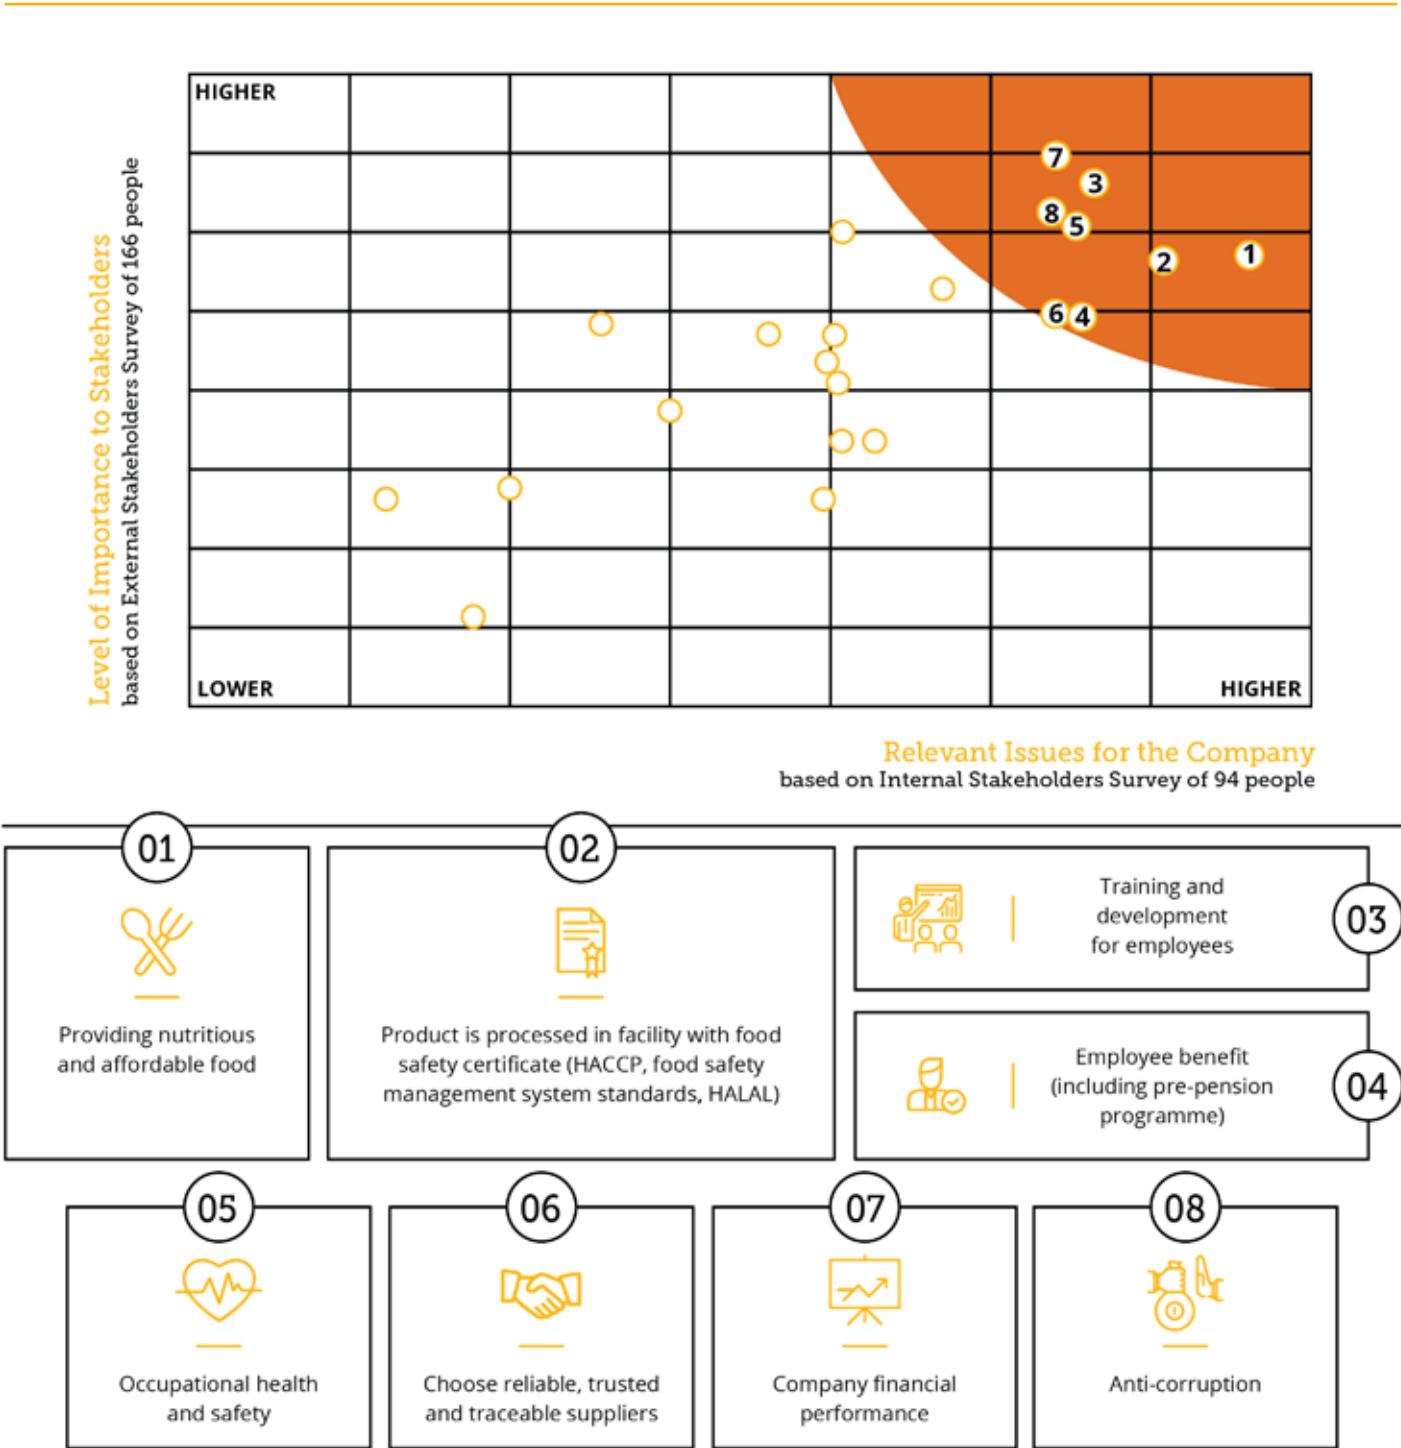 HIGHER
Level of Importance to Stakeholders
based on External Stakeholders Survey of 166 people
7
3
8
5
2
1
6
4
LOWER
HIGHER
Relevant Issues for the Company
based on Internal Stakeholders Survey of 94 people
01
Providing nutritious
and affordable food
02
Product is processed in facility with food
safety certificate (HACCP, food safety
management system standards, HALAL)
03
Training and
development
for employees
04
Employee benefit
(including pre-pension
programme)
05
Occupational health
and safety
06
Choose reliable, trusted
and traceable suppliers
07
Company financial
performance
08
Anti-corruption